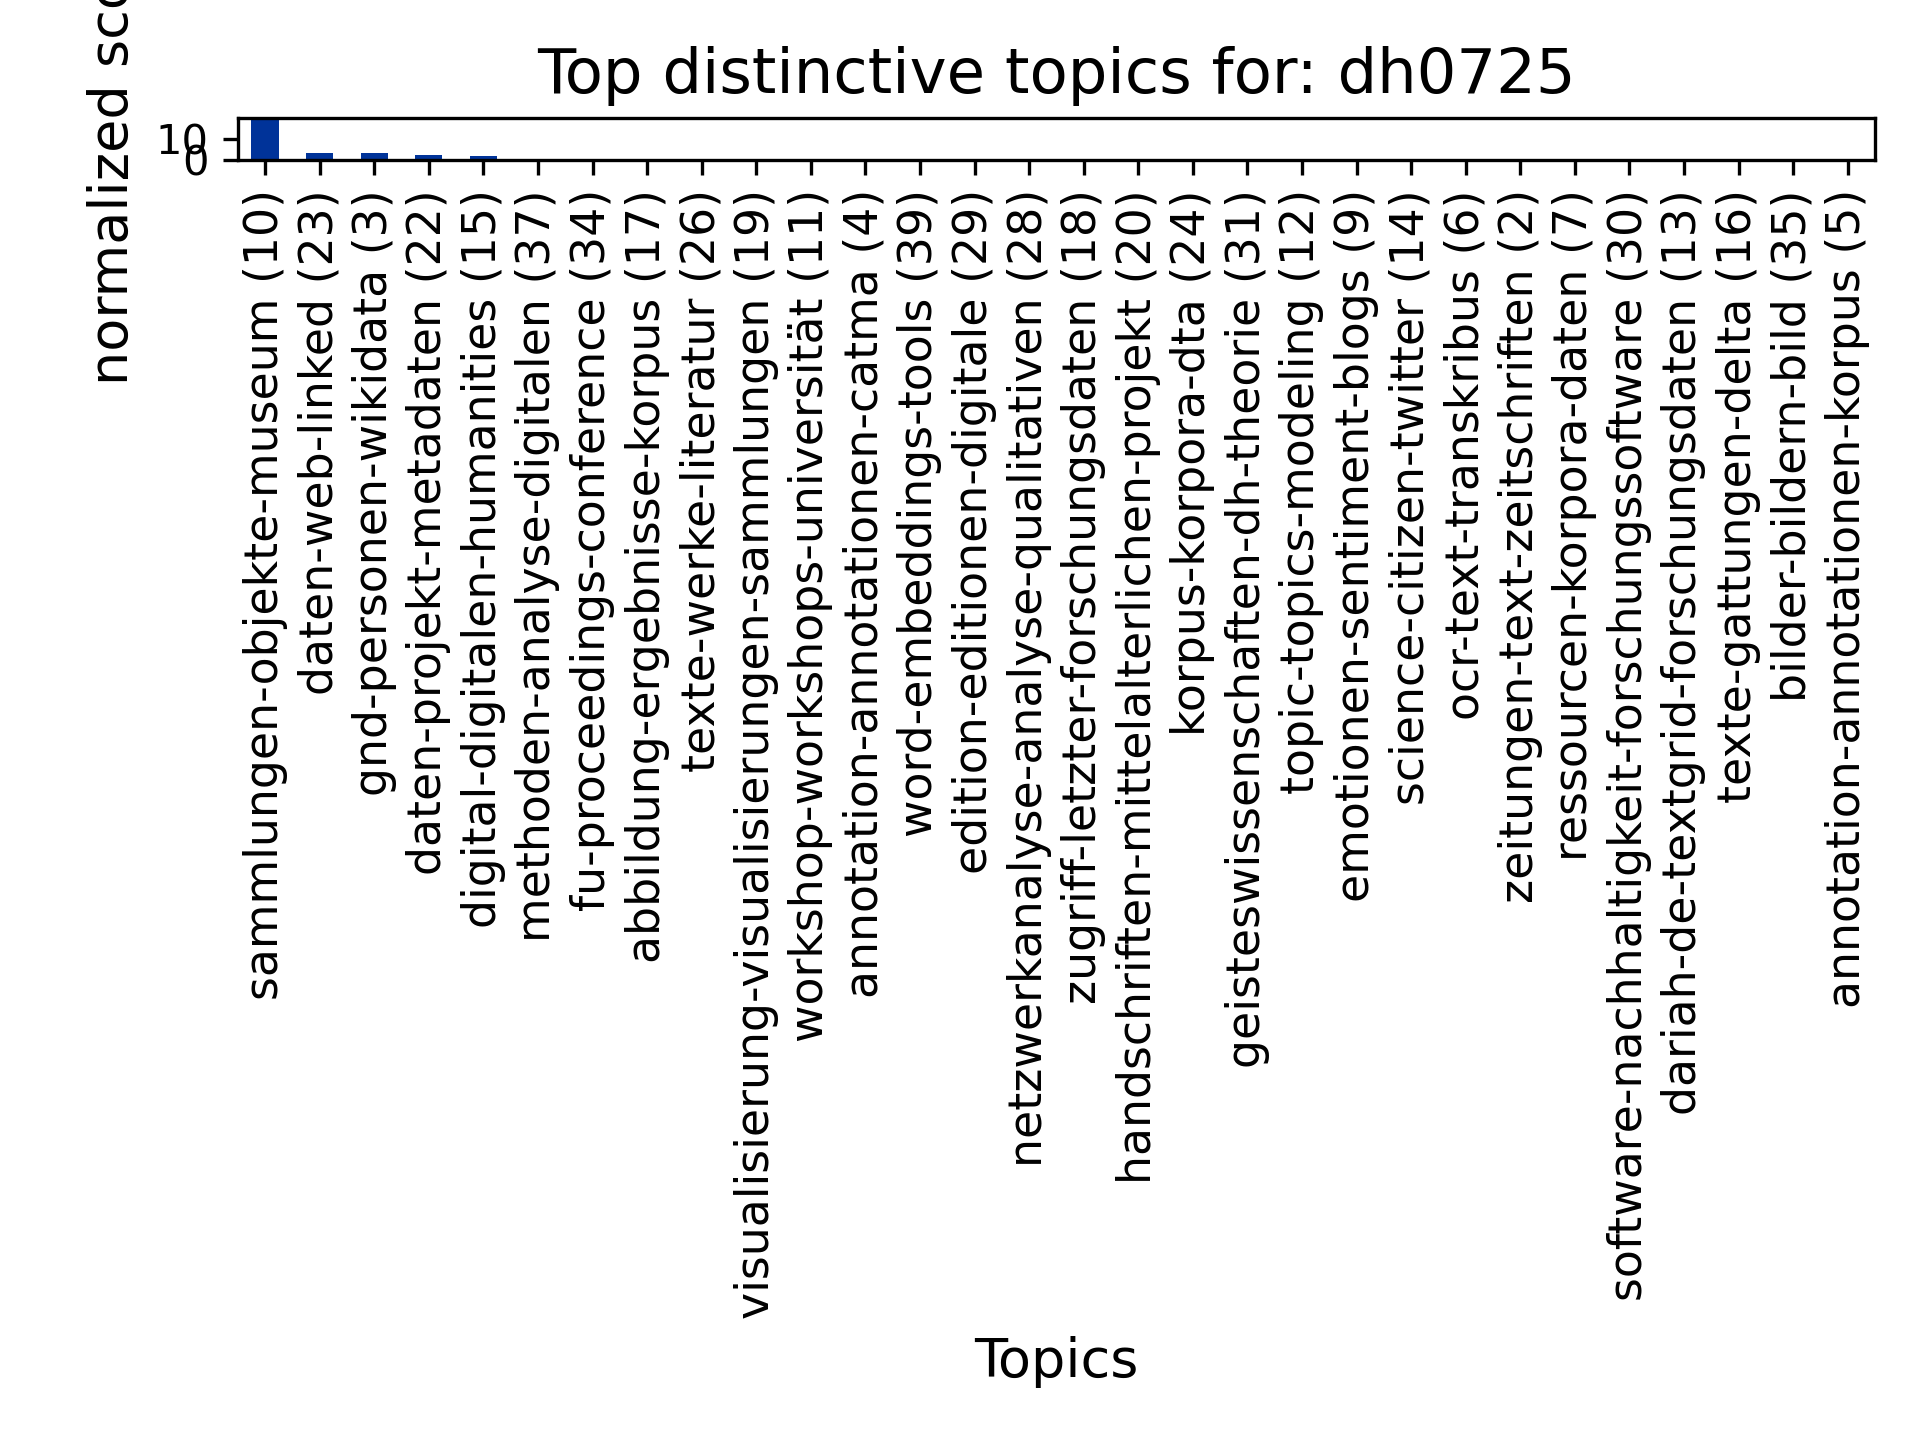 Top distinctive topics for: dh0725
normalized
10
0
sammlungen-objekte-museum (10)
daten-web-linked (23)
gnd-personen-wikidata (3)
daten-projekt-metadaten (22)
digital-digitalen-humanities (15)
methoden-analyse-digitalen (37)
fu-proceedings-conference (34)
abbildung-ergebnisse-korpus (17)
texte-werke-literatur (26)
visualisierung-visualisierungen-sammlungen (19)
workshop-workshops-universität (11)
annotation-annotationen-catma (4)
word-embeddings-tools (39)
edition-editionen-digitale (29)
netzwerkanalyse-analyse-qualitativen (28)
zugriff-letzter-forschungsdaten (18)
handschriften-mittelalterlichen-projekt (20)
korpus-korpora-dta (24)
geisteswissenschaften-dh-theorie (31)
topic-topics-modeling (12)
emotionen-sentiment-blogs (9)
science-citizen-twitter (14)
ocr-text-transkribus (6)
zeitungen-text-zeitschriften (2)
ressourcen-korpora-daten (7)
software-nachhaltigkeit-forschungssoftware (30)
dariah-de-textgrid-forschungsdaten (13)
texte-gattungen-delta (16)
bilder-bildern-bild (35)
annotation-annotationen-korpus (5)
Topics